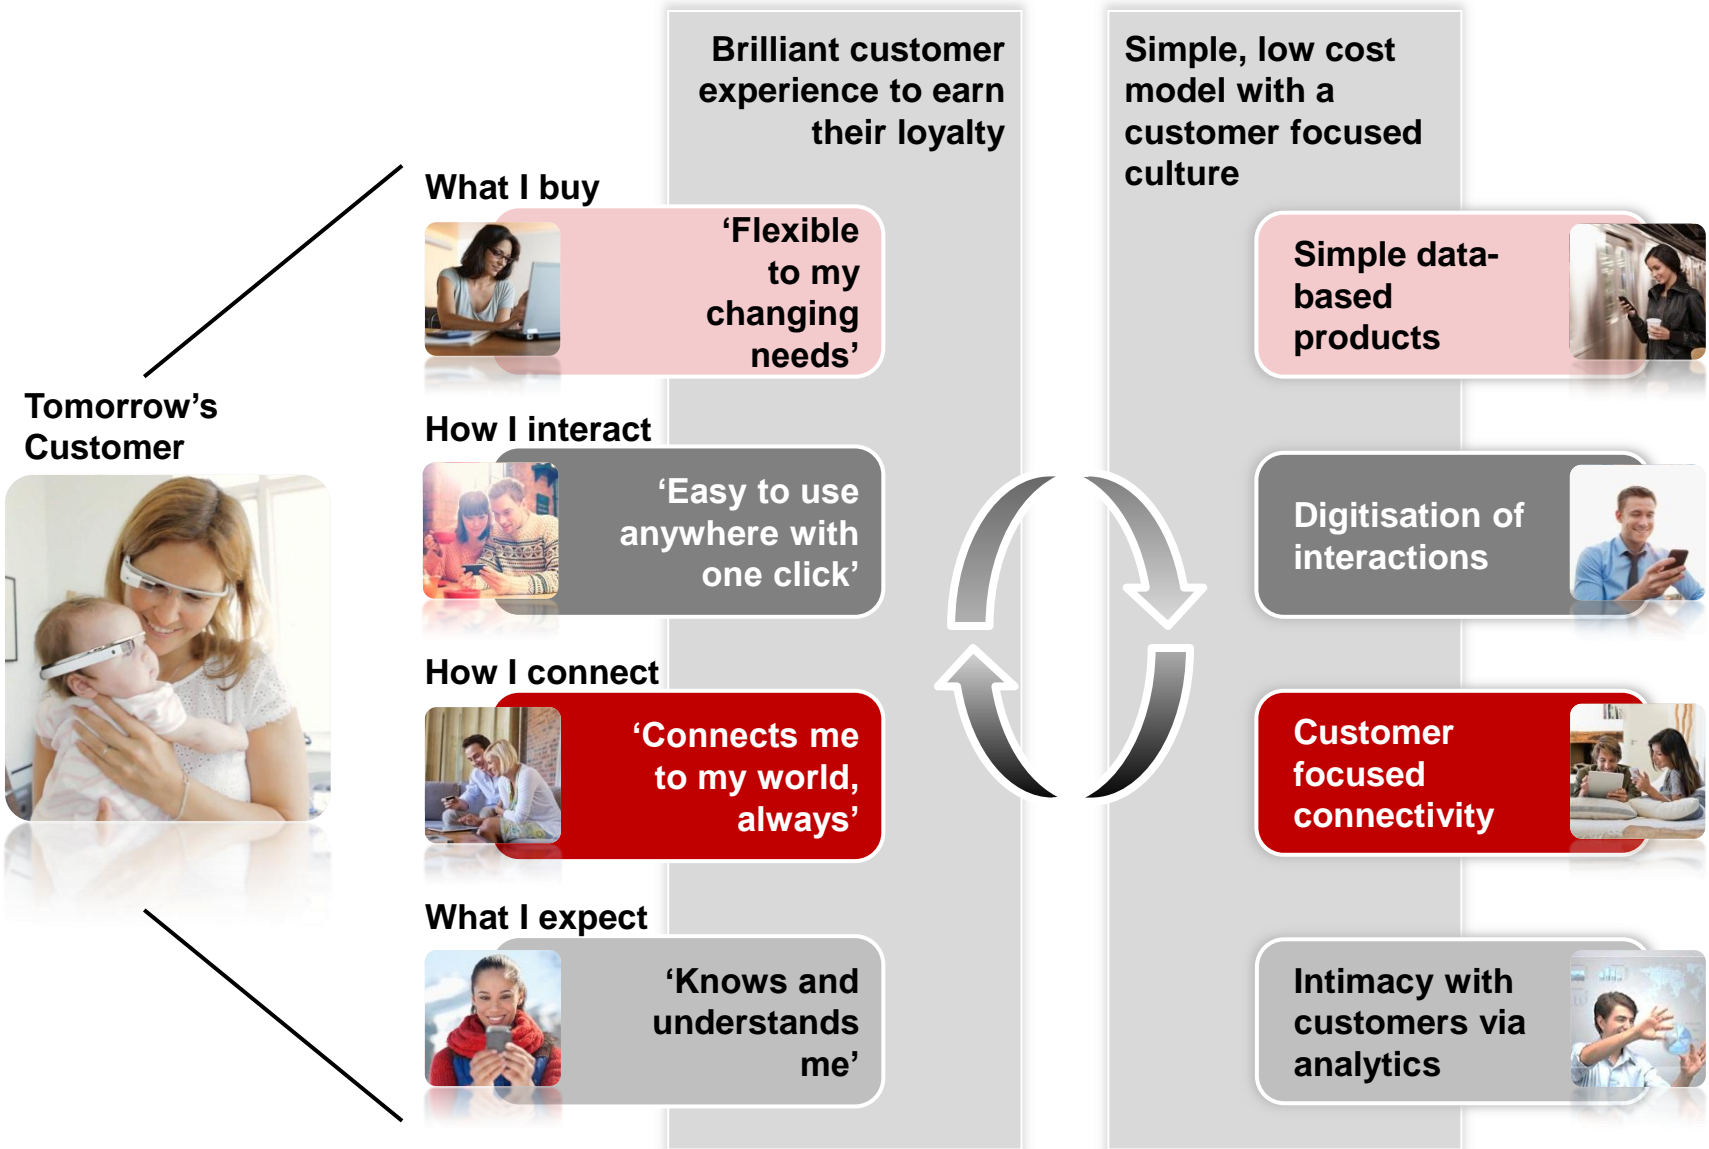 Brilliant customer
experience to earn
their loyalty
Simple, low cost
model with a
customer focused
culture
Tomorrow’s
Customer
What I buy
‘Flexible
to my
changing
needs’
Simple data-
based
products
How I interact
‘Easy to use
anywhere with
one click’
Digitisation of
interactions
How I connect
‘Connects me
to my world,
always’
Customer
focused
connectivity
What I expect
‘Knows and
understands
me’
Intimacy with
customers via
analytics